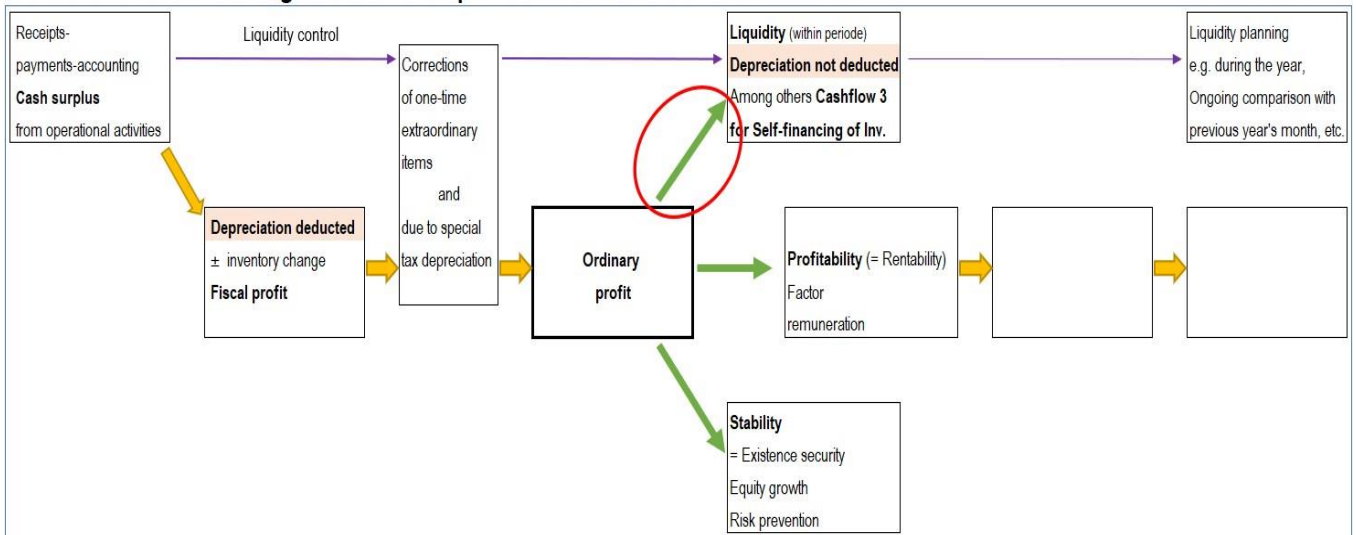 Receipts-
payments-accounting
Cash surplus
from operational activities
Liquidity control
Corrections
of one-time
extraordinary
items
and
due to special
tax depreciation
Liquidity (within periode)
Depreciation not deducted
Among others Cashflow 3
for Self-financing of Inv.
Liquidity planning
e.g. during the year,
Ongoing comparison with
previous year's month, etc.
Depreciation deducted
± inventory change
Fiscal profit
Ordinary
profit
Profitability (= Rentability)
Factor
remuneration
Stability
= Existence security
Equity growth
Risk prevention